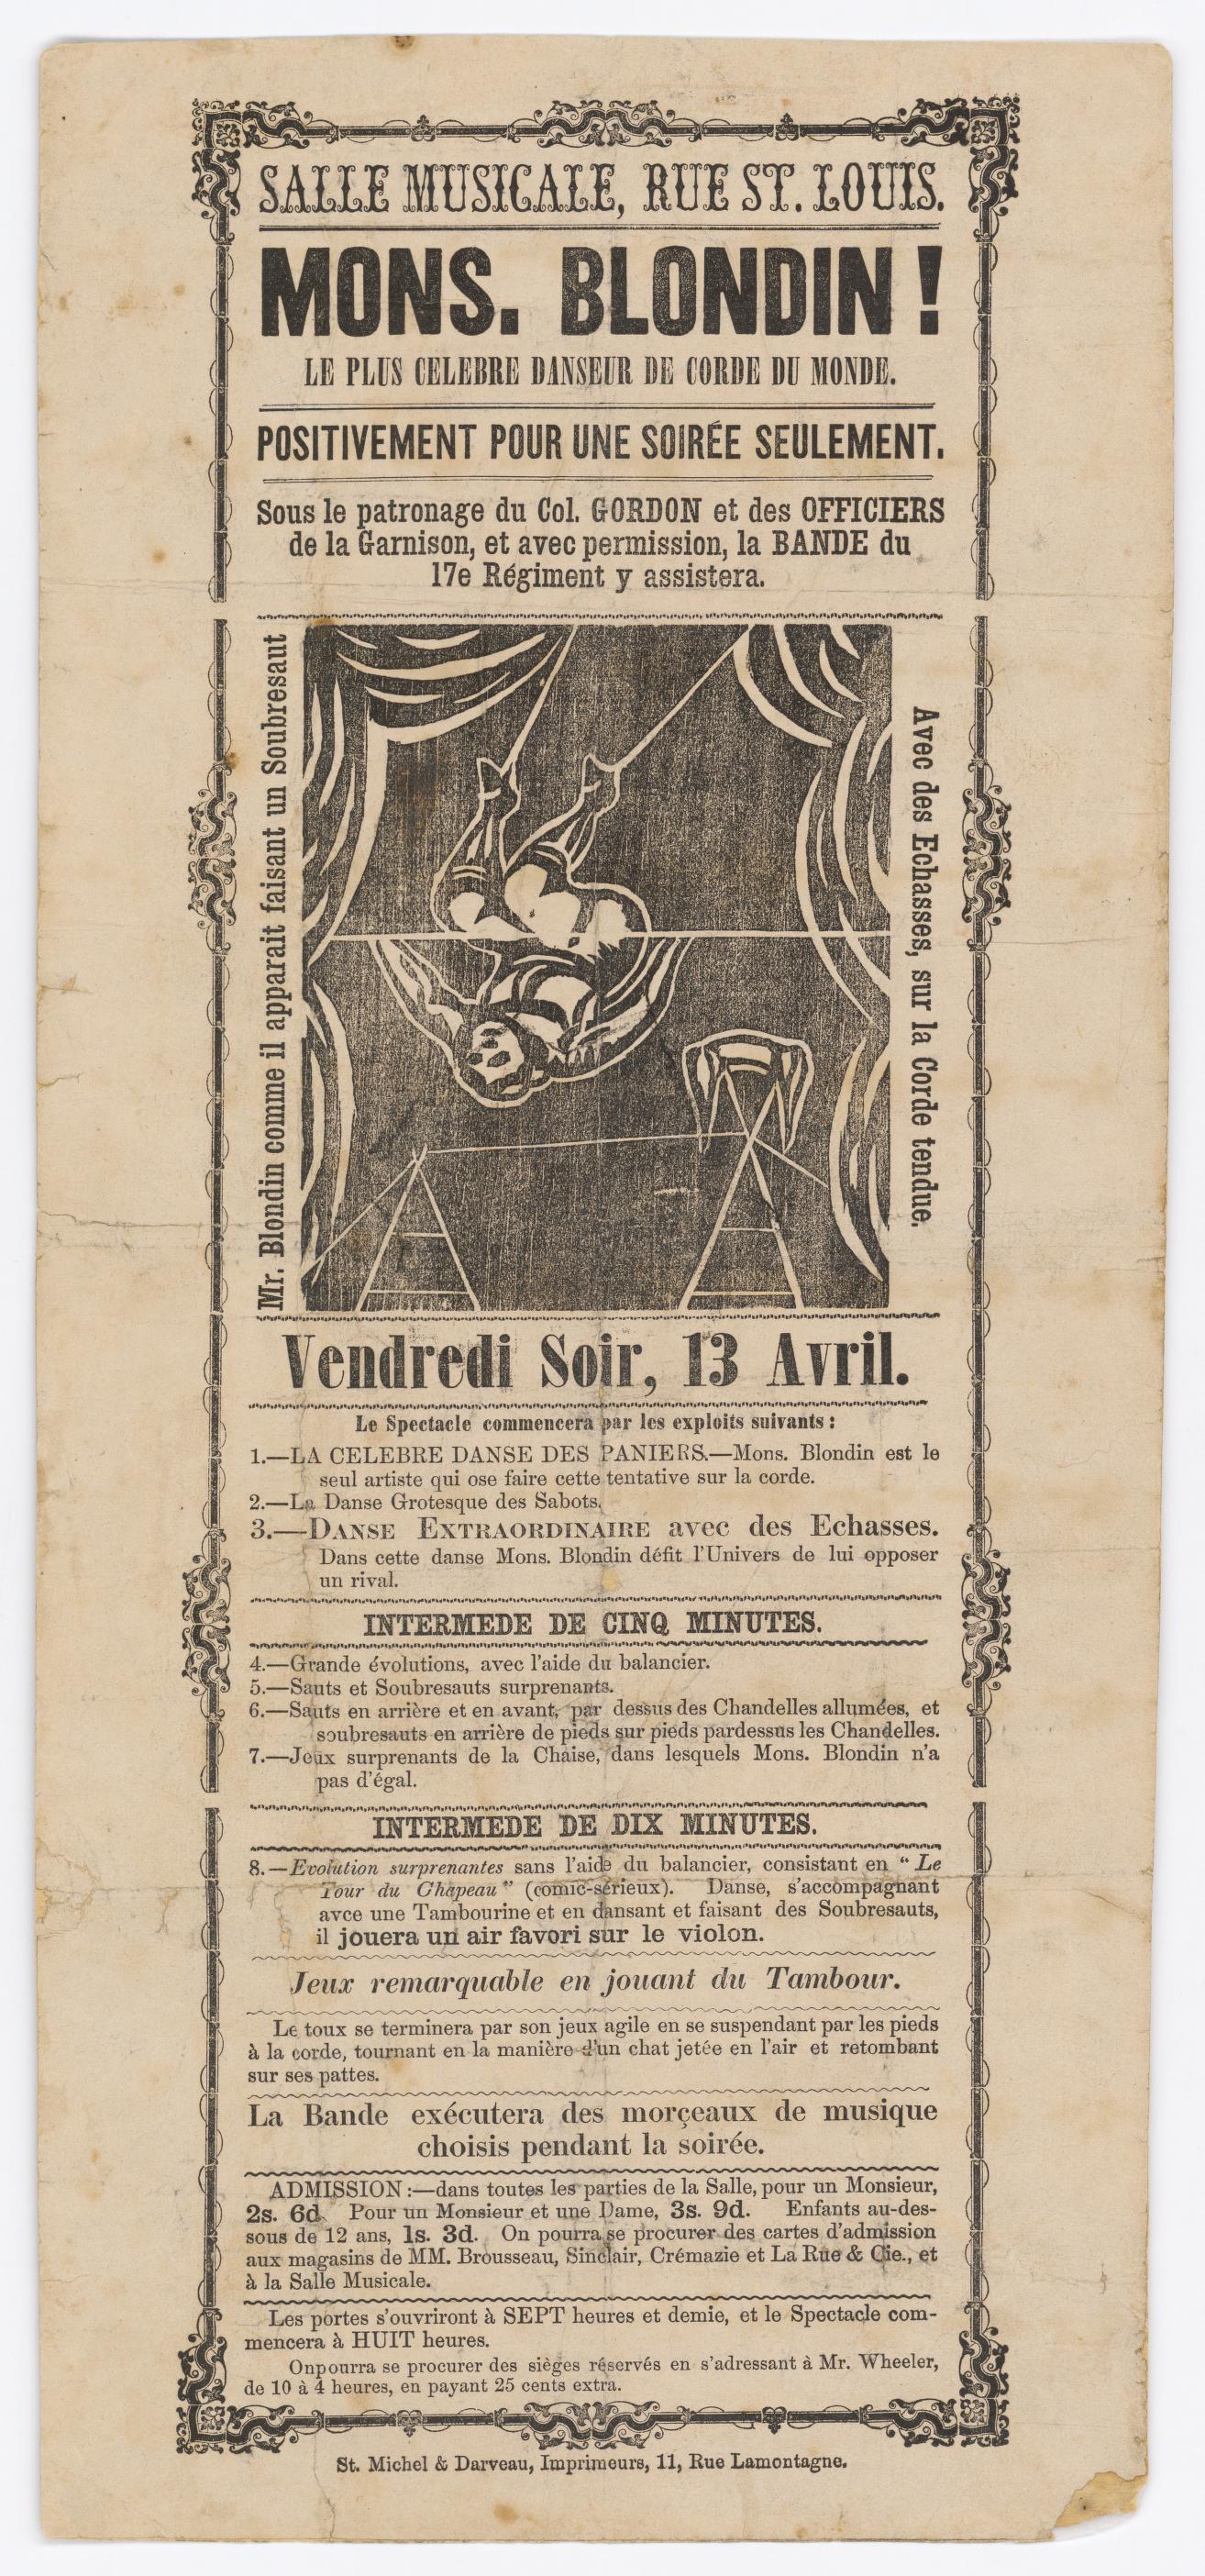 SALLE MUSICALE, RUE ST. LOUIS.
MONS. BLONDIN !
LE PLUS CELEBRE DANSEUR DE CORDE DU MONDE.
POSITIVEMENT POUR UNE SOIRÉE SEULEMENT.
Sous le patronage du Col. GORDON et des OFFICIERS
de la Garnison, et avec permission, la BANDE du
17e Régiment y assistera.
Mr. Blondin comme il apparait faisant un Soubresaut
Avec des Echasses, sur la Corde tendue.
Vendredi Soir, 13 Avril.
Le Spectacle commencera par les exploits suivants :
1.—LA CELEBRE DANSE DES PANIERS.—Mons. Blondin est le
seul artiste qui ose faire cette tentative sur la corde.
2.—La Danse Grotesque des Sabots.
3.—DANSE EXTRAORDINAIRE avec des Echasses.
Dans cette danse Mons. Blondin défit l'Univers de lui opposer
un rival.
INTERMEDE DE CINQ MINUTES.
4.—Grande évolutions, avec l'aide du balancier.
5.—Sauts et Soubresauts surprenants.
6.—Sauts en arrière et en avant, par dessus des Chandelles allumées, et
soubresauts en arrière de pieds sur pieds pardessus les Chandelles.
7.—Jeux surprenants de la Chaise, dans lesquels Mons. Blondin n'a
pas d'égal.
INTERMEDE DE DIX MINUTES.
8.—Evolution surprenantes sans l'aide du balancier, consistant en " Le
Tour du Chapeau " (comic-sérieux). Danse, s'accompagnant
avce une Tambourine et en dansant et faisant des Soubresauts,
il jouera un air favori sur le violon.
Jeux remarquable en jouant du Tambour.
Le toux se terminera par son jeux agile en se suspendant par les pieds
à la corde, tournant en la manière d'un chat jetée en l'air et retombant
sur ses pattes.
La Bande exécutera des morçeaux de musique
choisis pendant la soirée.
ADMISSION :—dans toutes les parties de la Salle, pour un Monsieur,
2s. 6d. Pour un Monsieur et une Dame, 3s. 9d. Enfants au-des-
sous de 12 ans, 1s. 3d. On pourra se procurer des cartes d'admission
aux magasins de MM. Brousseau, Sinclair, Crémazie et La Rue & Cie., et
à la Salle Musicale.
Les portes s'ouvriront à SEPT heures et demie, et le Spectacle com-
mencera à HUIT heures.
Onpourra se procurer des sièges réservés en s'adressant à Mr. Wheeler,
de 10 à 4 heures, en payant 25 cents extra.
St. Michel & Darveau, Imprimeurs, 11, Rue Lamontagne.